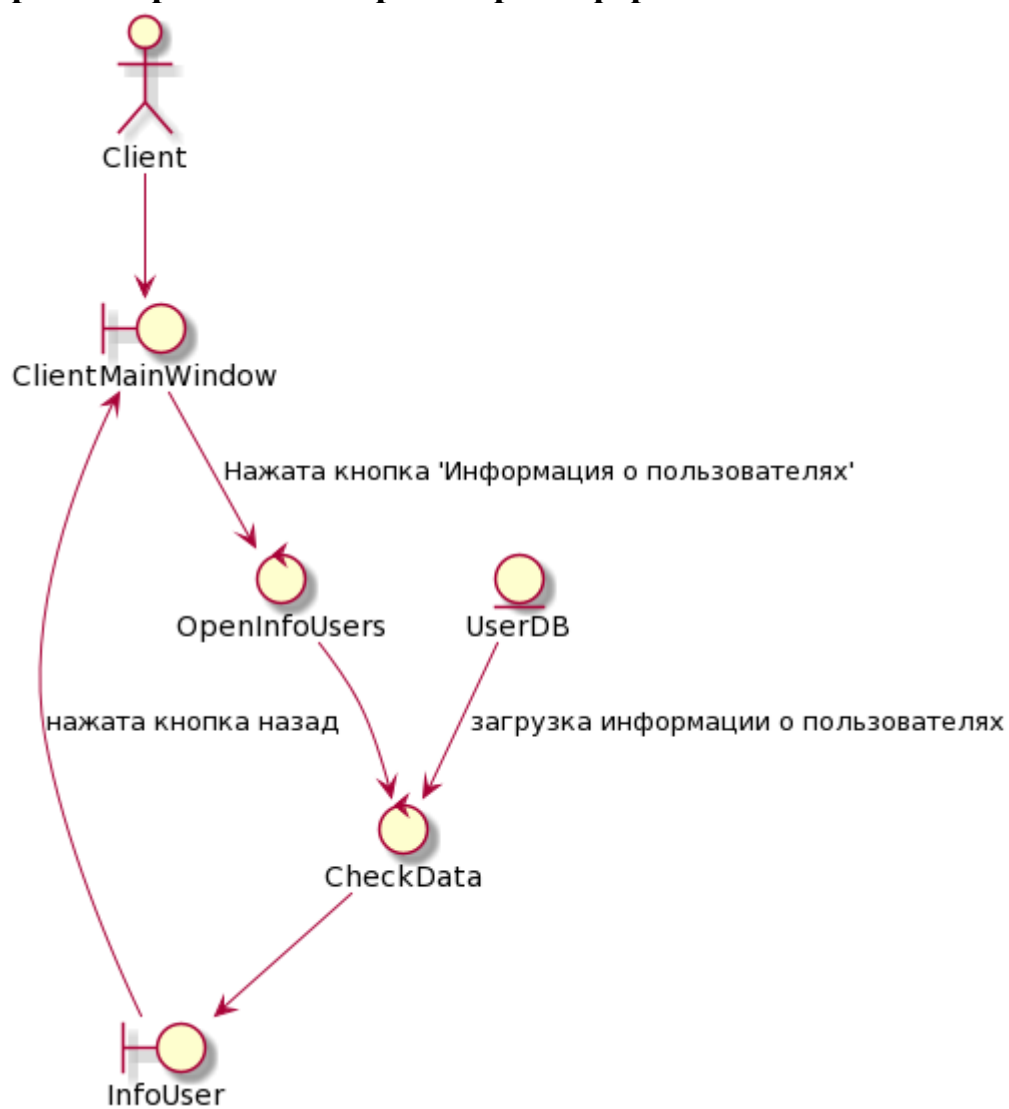 Client
ClientMainWindow
Нажата кнопка 'Информация о пользователях'
OpenInfoUsers
UserDB
нажата кнопка назад
загрузка информации о пользователях
CheckData
InfoUser